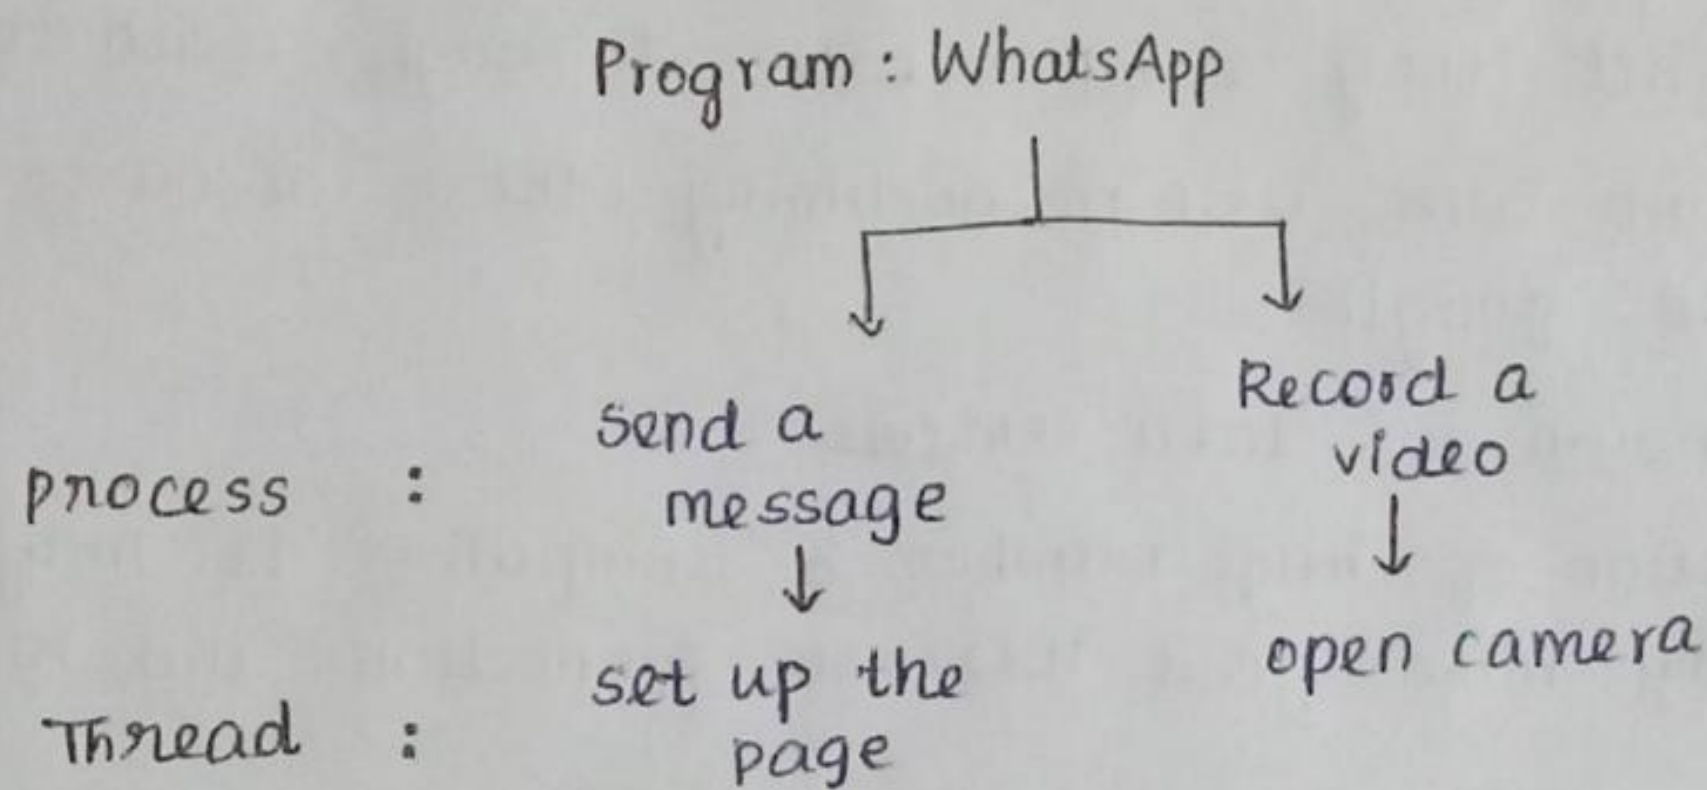 Program : WhatsApp
Send a Record a
process : message video
set up the open camera
Thread : page